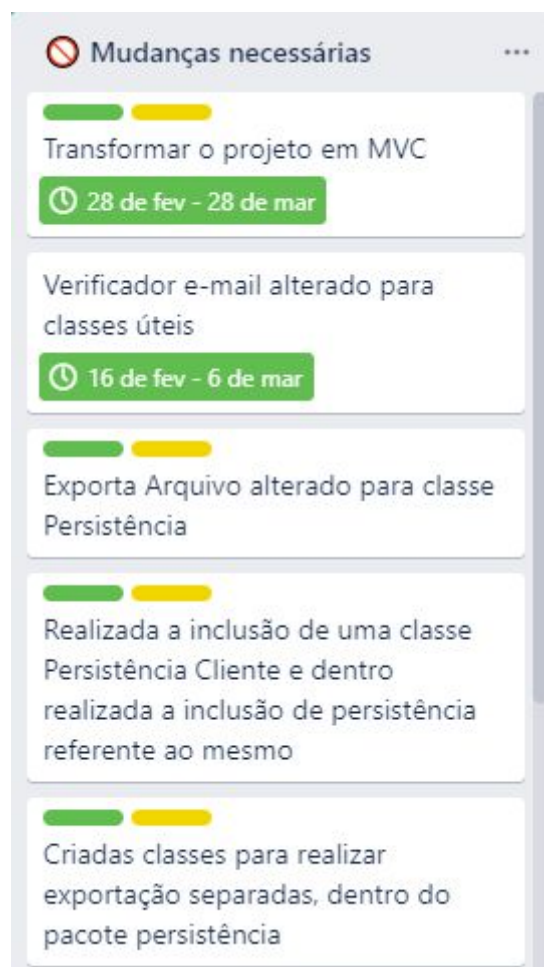 Mudanças necessárias
Transformar o projeto em MVC
28 de fev - 28 de mar
Verificador e-mail alterado para
classes úteis
16 de fev - 6 de mar
Exporta Arquivo alterado para classe
Persistência
Realizada a inclusão de uma classe
Persistência Cliente e dentro
realizada a inclusão de persistência
referente ao mesmo
Criadas classes para realizar
exportação separadas, dentro do
pacote persistência